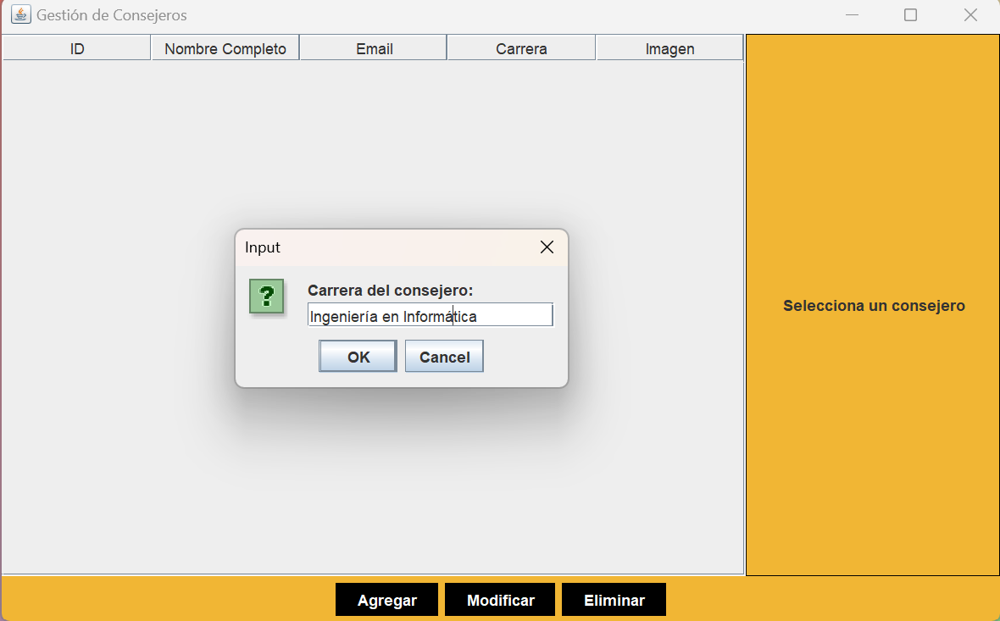 Gestión de Consejeros
ID Nombre Completo Email Carrera Imagen
Input
?
Carrera del consejero:
Ingeniería en Informática
OK Cancel
Selecciona un consejero
Agregar Modificar Eliminar